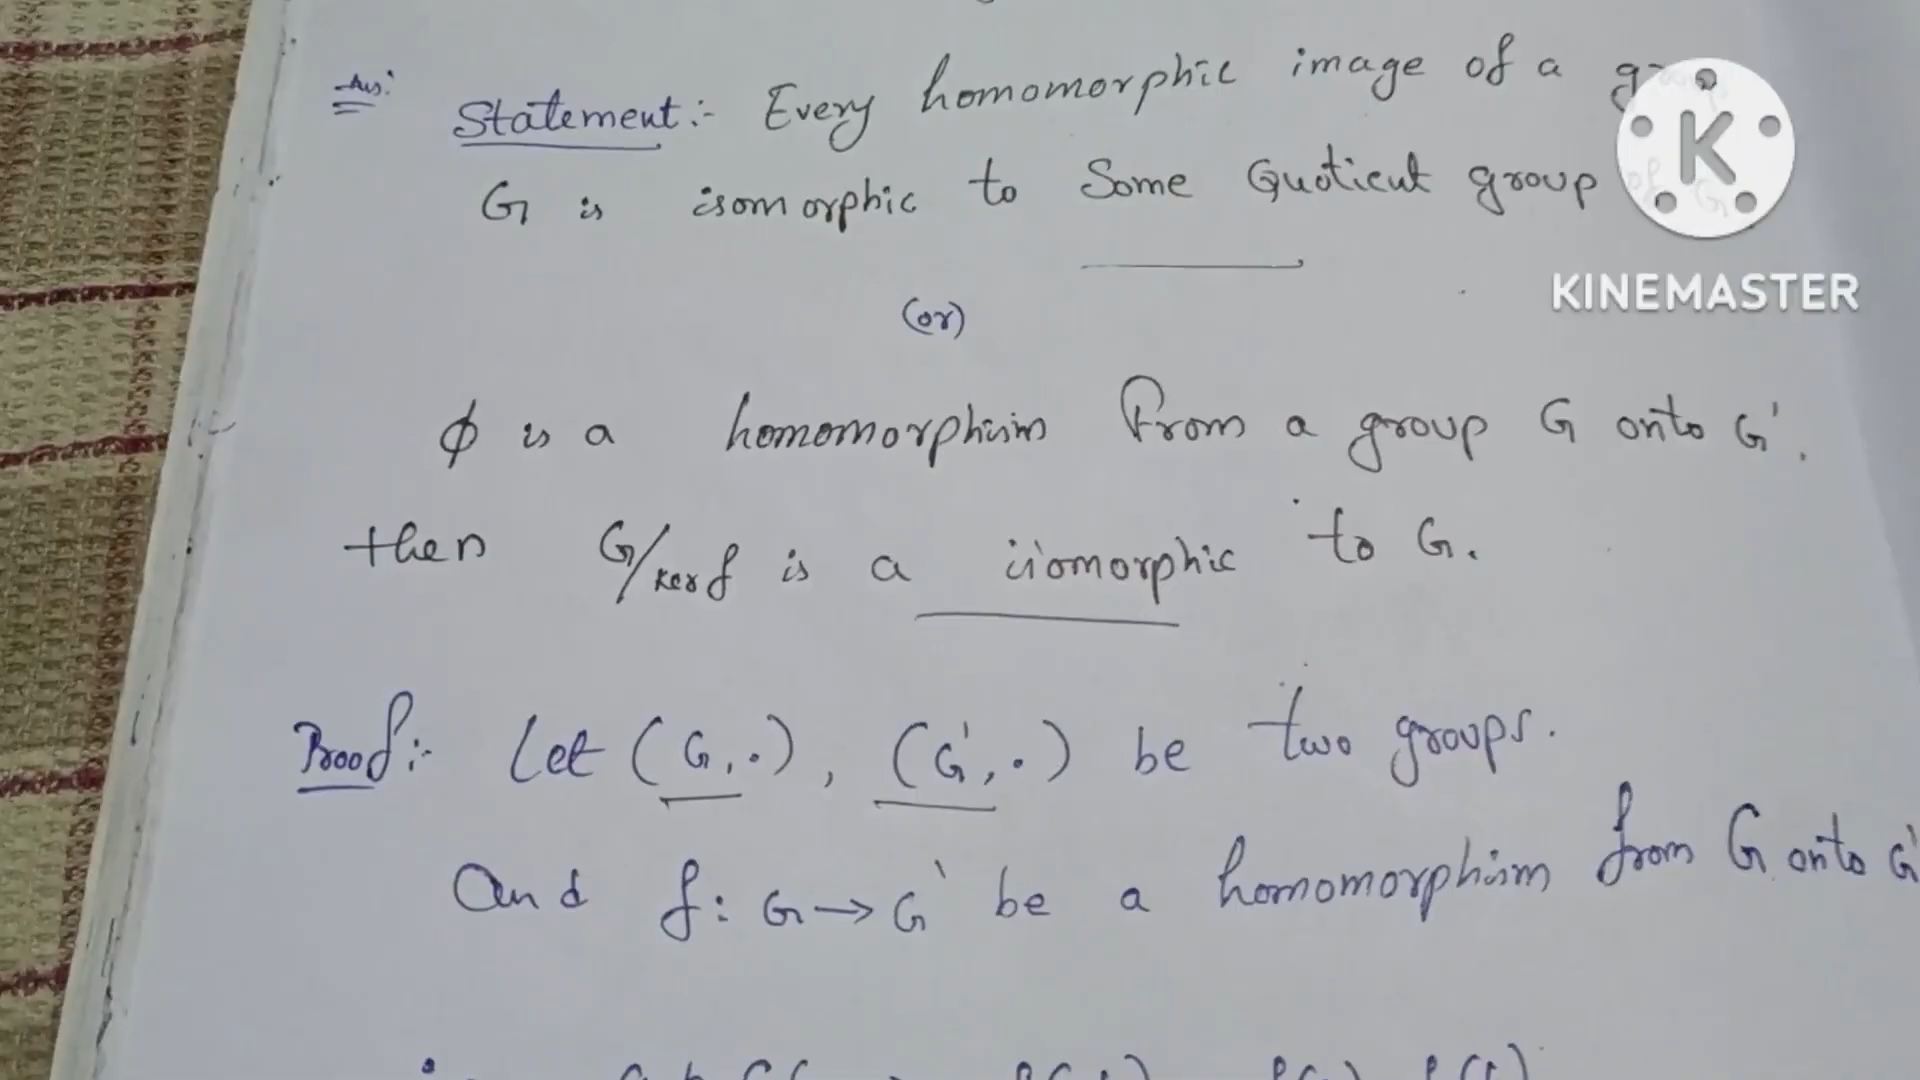 Ans:
Statement:- Every homomorphic image of a
G is isomorphic to Some Quotient group
K
KINEMASTER
(or)
ϕ is a homomorphism From a group G onto G'.
then G/ker f is a isomorphic to G.
Proof:- Let (G, .), (G', .) be two groups.
And f: G→G' be a homomorphism from G onto G'